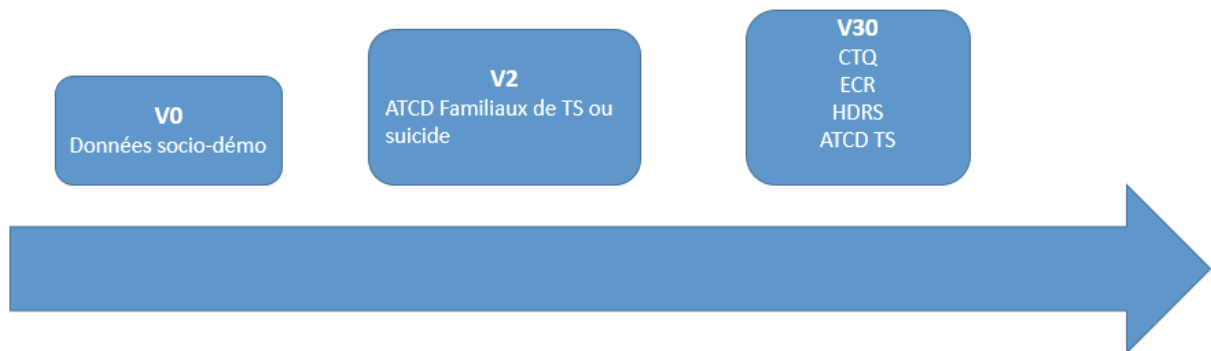 V0
Données socio-démo
V2
ATCD Familiaux de TS ou
suicide
V30
CTQ
ECR
HDRS
ATCD TS